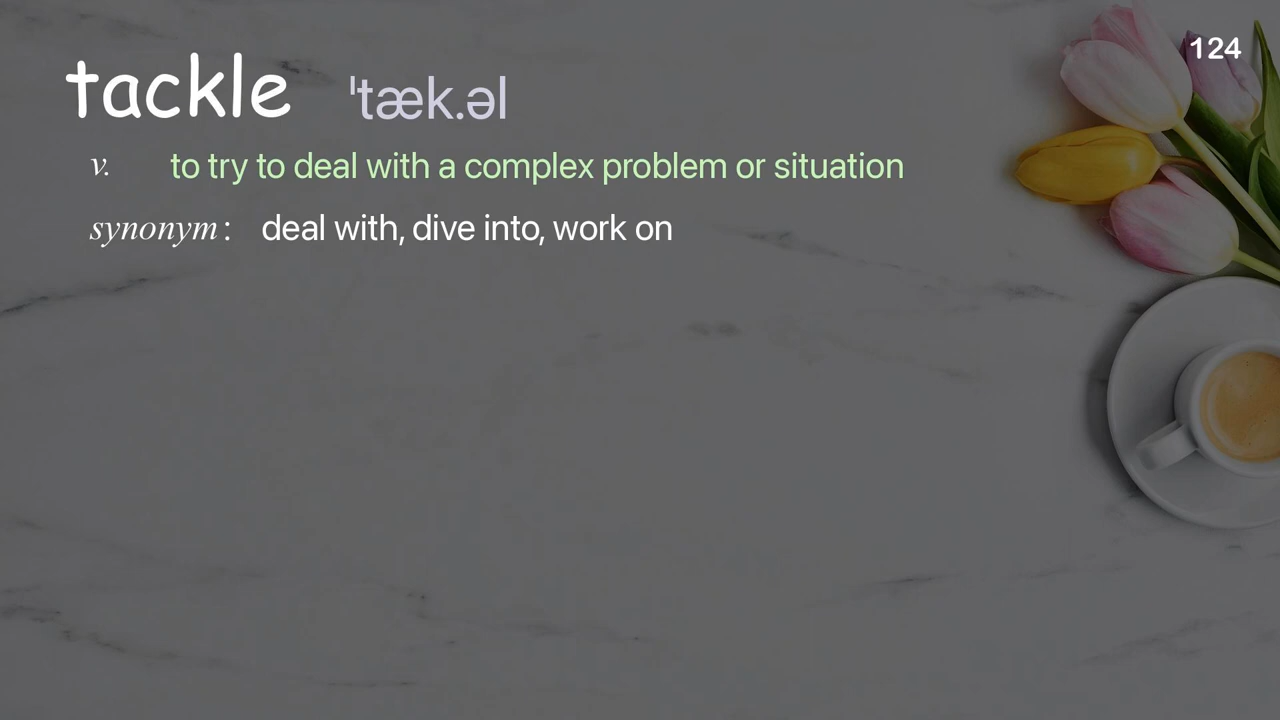 124
tackle ˈtæk.əl
v. to try to deal with a complex problem or situation
synonym: deal with, dive into, work on